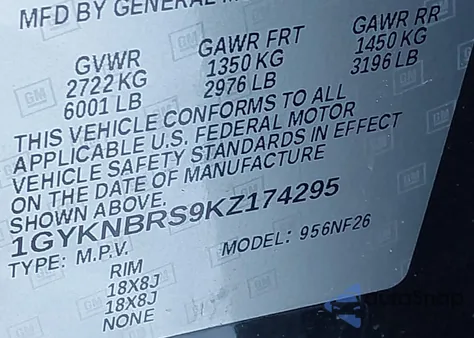 MFD BY GENERAL
GVWR GAWR FRT GAWR RR
2722 KG 1350 KG 1450 KG
6001 LB 2976 LB 3196 LB
THIS VEHICLE CONFORMS TO ALL
APPLICABLE U.S. FEDERAL MOTOR
VEHICLE SAFETY STANDARDS IN EFFECT
ON THE DATE OF MANUFACTURE
SHOWN ABOVE.
1GYKNBRS9KZ174295
TYPE: M.P.V. MODEL: 956NF26
RIM
18X8J
18X8J
NONE